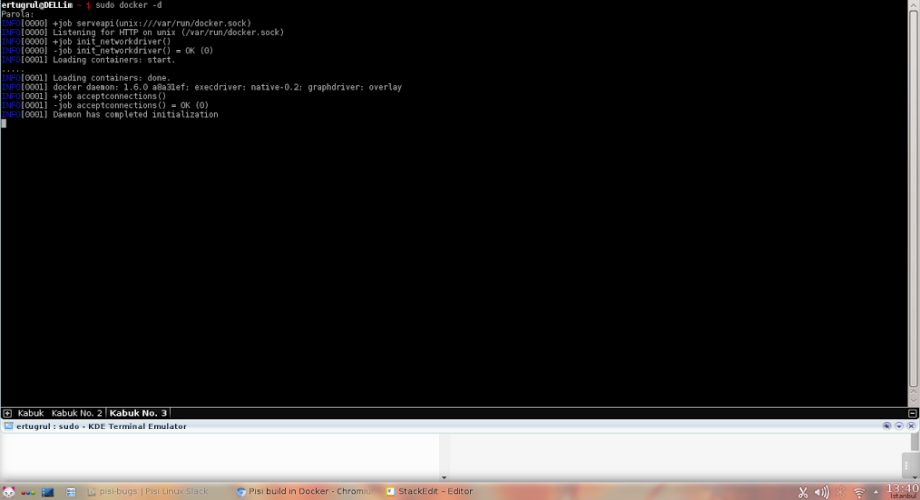 ertugrul@DELLim ~ $ sudo docker -d
Parola:
INFO[0000] +job serveapi(unix:///var/run/docker.sock)
INFO[0000] Listening for HTTP on unix (/var/run/docker.sock)
INFO[0000] +job init_networkdriver()
INFO[0000] -job init_networkdriver() = OK (0)
INFO[0001] Loading containers: start.
.....
INFO[0001] Loading containers: done.
INFO[0001] docker daemon: 1.6.0 a8a31ef; execdriver: native-0.2; graphdriver: overlay
INFO[0001] +job acceptconnections()
INFO[0001] -job acceptconnections() = OK (0)
INFO[0001] Daemon has completed initialization
Kabuk Kabuk No. 2 Kabuk No. 3
ertugrul : sudo - KDE Terminal Emulator
pisi-bugs | Pisi Linux Slack Pisi build in Docker - Chromiu StackEdit – Editor 13:40
İstanbul